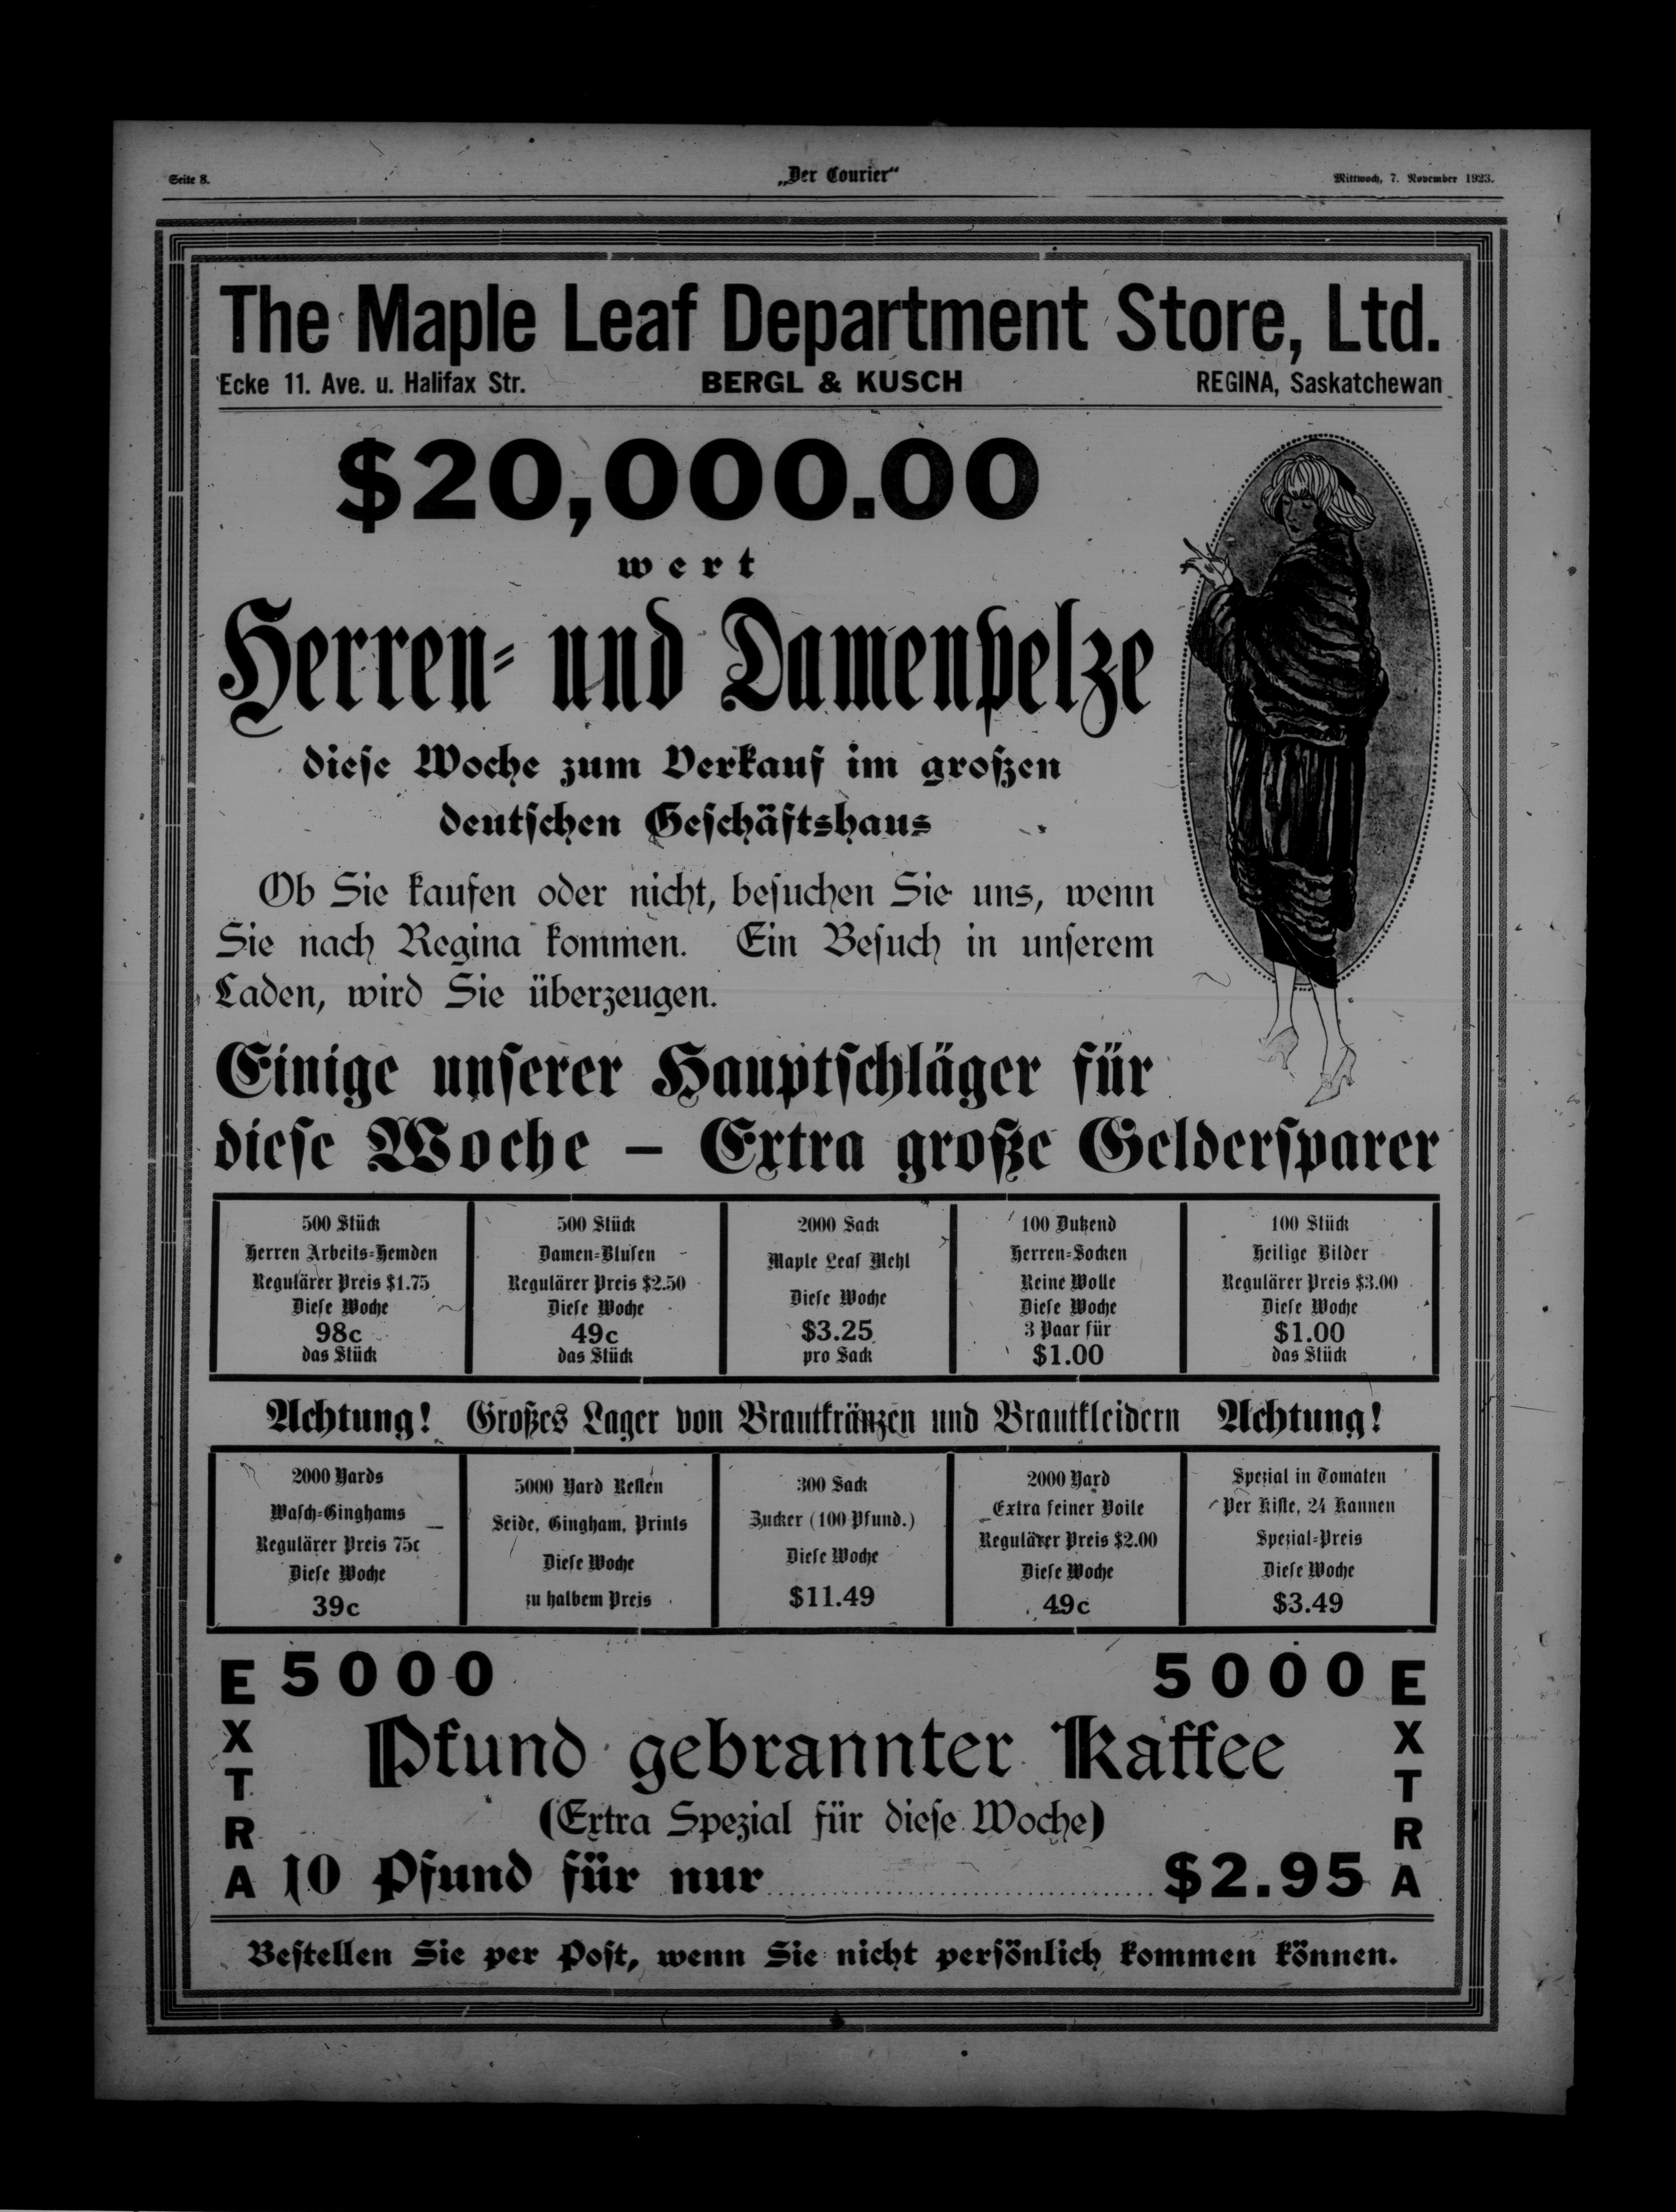 Seite 8.
„Der Courier“
Mittwoch, 7. November 1923.
The Maple Leaf Department Store, Ltd.
Ecke 11. Ave. u. Halifax Str.
BERGL & KUSCH
REGINA, Saskatchewan
$20,000.00
wert
Herren- und Damenpelze
diese Woche zum Verkauf im großen
deutschen Geschäftshaus
Ob Sie kaufen oder nicht, besuchen Sie uns, wenn
Sie nach Regina kommen. Ein Besuch in unserem
Laden, wird Sie überzeugen.
Einige unserer Hauptschläger für
diese Woche – Extra große Geldersparer
500 Stück
Herren Arbeits-Hemden
Regulärer Preis $1.75
Diese Woche
98c
das Stück
500 Stück
Damen-Blusen
Regulärer Preis $2.50
Diese Woche
49c
das Stück
2000 Sack
Maple Leaf Mehl
Diese Woche
$3.25
pro Sack
100 Dutzend
Herren-Socken
Reine Wolle
Diese Woche
3 Paar für
$1.00
100 Stück
Heilige Bilder
Regulärer Preis $3.00
Diese Woche
$1.00
das Stück
Achtung! Großes Lager von Brautkränzen und Brautkleidern Achtung!
2000 Yards
Wasch-Ginghams
Regulärer Preis 75c
Diese Woche
39c
5000 Yard Resten
Seide, Gingham, Prints
Diese Woche
zu halbem Preis
300 Sack
Zucker (100 Pfund.)
Diese Woche
$11.49
2000 Yard
Extra feiner Voile
Regulärer Preis $2.00
Diese Woche
49c
Spezial in Tomaten
Per Kiste, 24 Kannen
Spezial-Preis
Diese Woche
$3.49
EXTRA
5000
5000
EXTRA
Pfund gebrannter Kaffee
(Extra Spezial für diese Woche)
10 Pfund für nur ........ $2.95
Bestellen Sie per Post, wenn Sie nicht persönlich kommen können.